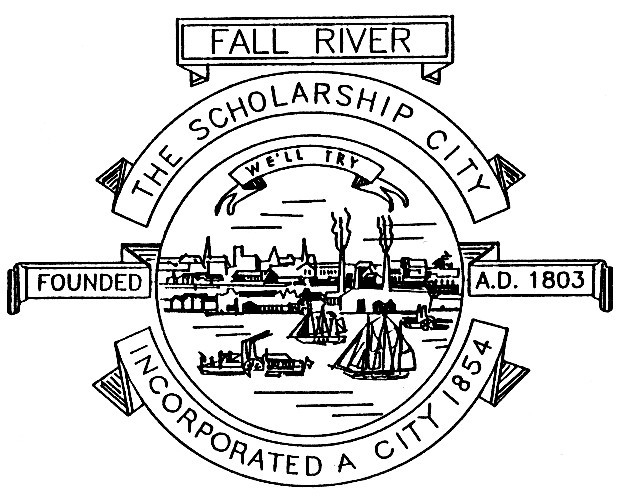 FALL RIVER
THE SCHOLARSHIP CITY
WE'LL TRY
FOUNDED
A.D. 1803
INCORPORATED A CITY 1854